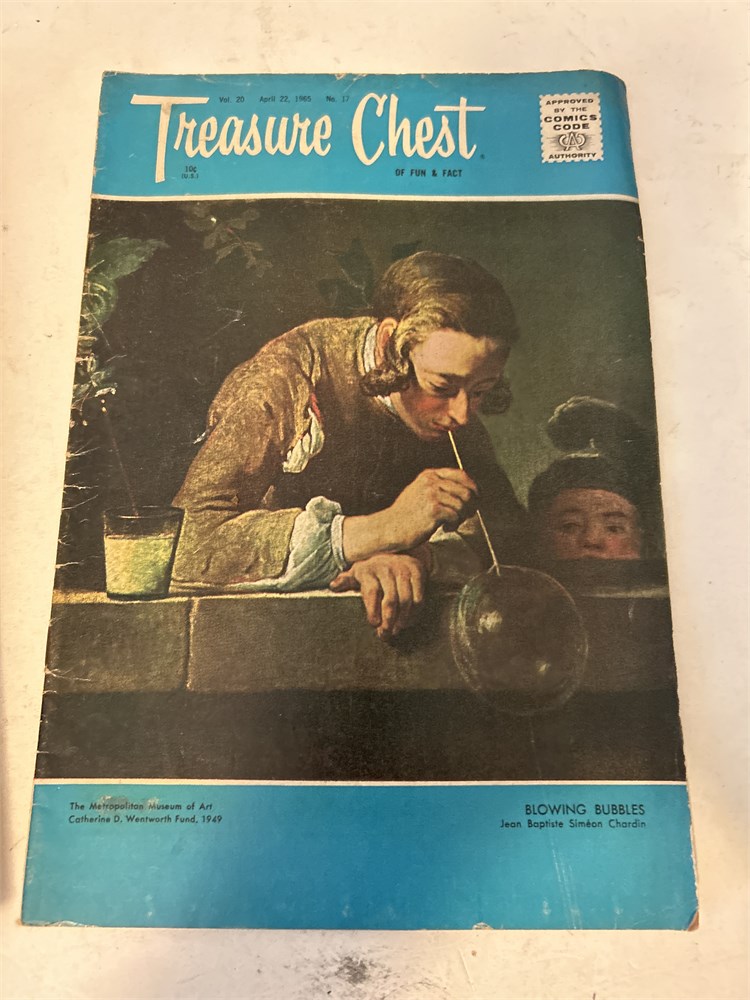 Vol. 20 April 22, 1965 No. 17
Treasure Chest
10¢
(U.S.)
OF FUN & FACT
APPROVED
BY THE
COMICS
CODE
CA
AUTHORITY
The Metropolitan Museum of Art
Catherine D. Wentworth Fund, 1949
BLOWING BUBBLES
Jean Baptiste Siméon Chardin